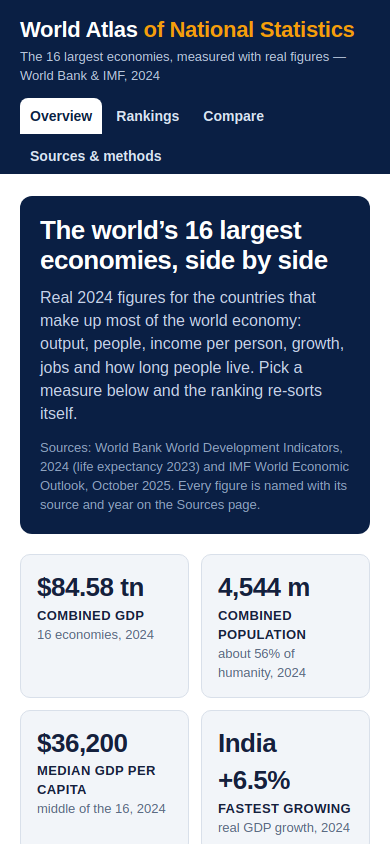 World Atlas of National Statistics
The 16 largest economies, measured with real figures —
World Bank & IMF, 2024
Overview Rankings Compare
Sources & methods
The world’s 16 largest
economies, side by side
Real 2024 figures for the countries that
make up most of the world economy:
output, people, income per person, growth,
jobs and how long people live. Pick a
measure below and the ranking re-sorts
itself.
Sources: World Bank World Development Indicators,
2024 (life expectancy 2023) and IMF World Economic
Outlook, October 2025. Every figure is named with its
source and year on the Sources page.
$84.58 tn
COMBINED GDP
16 economies, 2024
4,544 m
COMBINED
POPULATION
about 56% of
humanity, 2024
$36,200
MEDIAN GDP PER
CAPITA
middle of the 16, 2024
India
+6.5%
FASTEST GROWING
real GDP growth, 2024